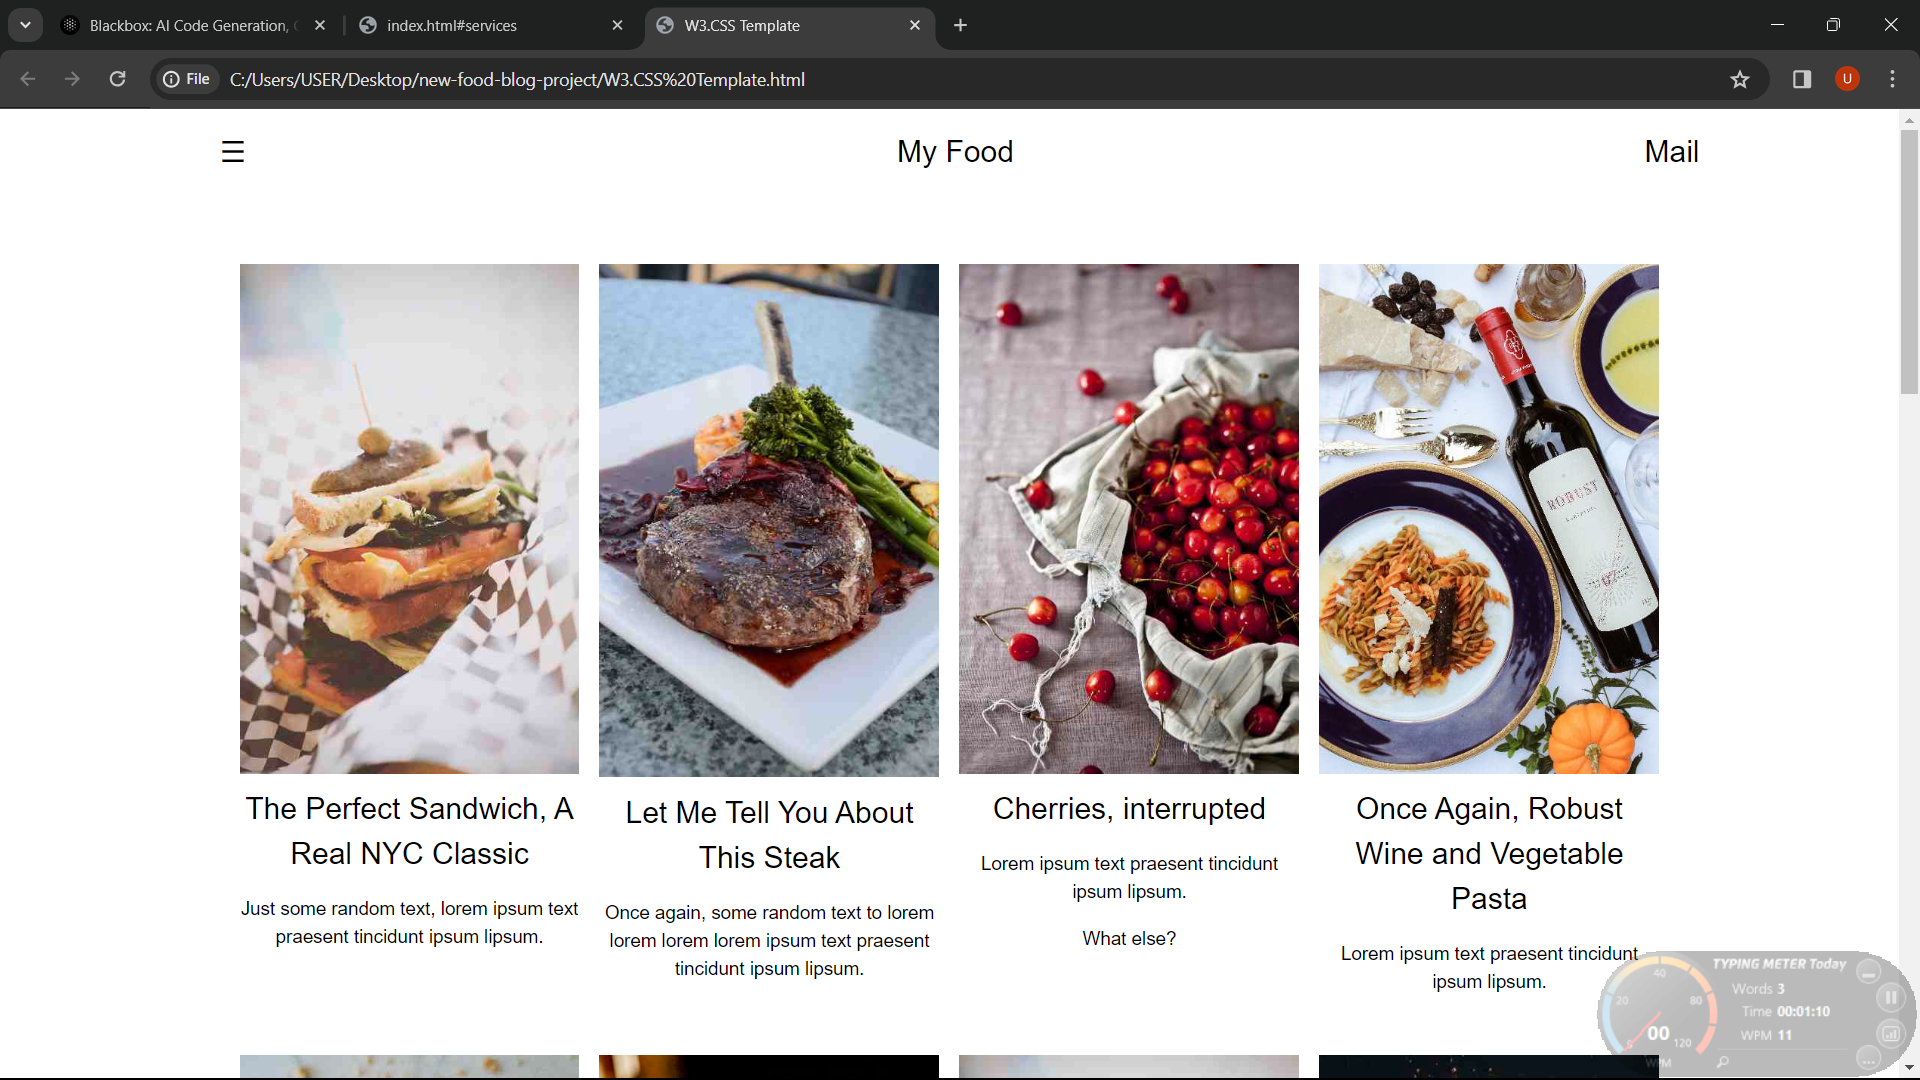 Blackbox: AI Code Generation,
index.html#services
W3.CSS Template
File
C:/Users/USER/Desktop/new-food-blog-project/W3.CSS%20Template.html
U
☰
My Food
Mail
ROBUST
The Perfect Sandwich, A
Real NYC Classic
Just some random text, lorem ipsum text
praesent tincidunt ipsum lipsum.
Let Me Tell You About
This Steak
Once again, some random text to lorem
lorem lorem lorem ipsum text praesent
tincidunt ipsum lipsum.
Cherries, interrupted
Lorem ipsum text praesent tincidunt
ipsum lipsum.
What else?
Once Again, Robust
Wine and Vegetable
Pasta
Lorem ipsum text praesent tincidunt
ipsum lipsum.
TYPING METER Today
Words 3
Time 00:01:10
WPM 11
0
20
40
80
120
00
WPM